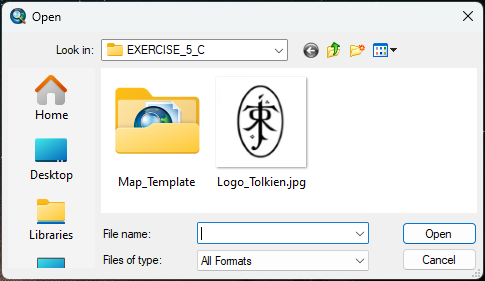 Open
Look in:
EXERCISE_5_C
Home
Desktop
Libraries
Map_Template
Logo_Tolkien.jpg
File name:
Open
Files of type:
All Formats
Cancel